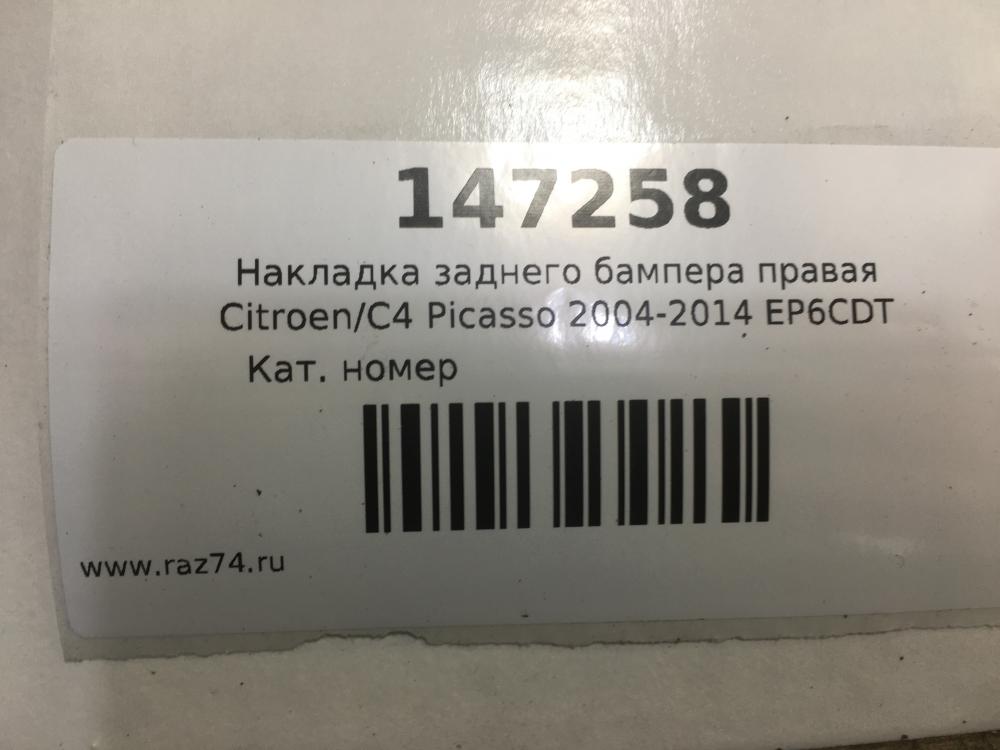 147258
Накладка заднего бампера правая
Citroen/C4 Picasso 2004-2014 EP6CDT
Кат. номер
www.raz74.ru